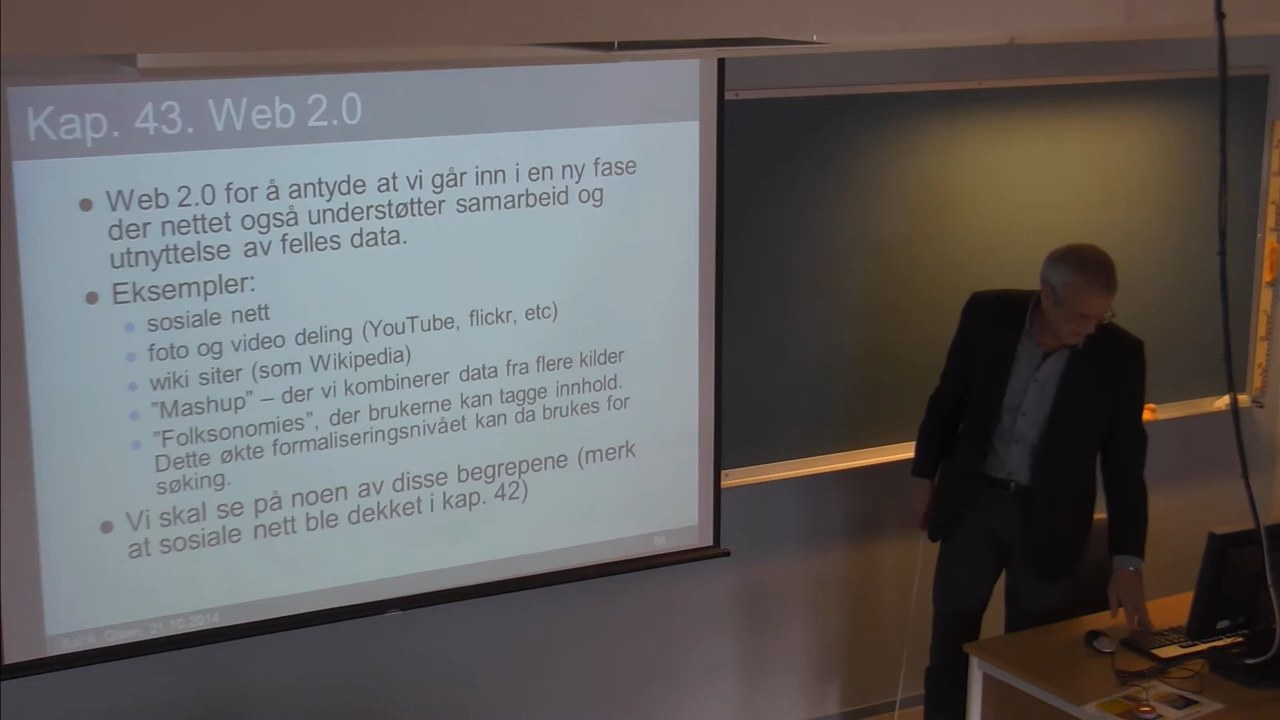 Kap. 43. Web 2.0
Web 2.0 for å antyde at vi går inn i en ny fase
der nettet også understøtter samarbeid og
utnyttelse av felles data.
Eksempler:
sosiale nett
foto og video deling (YouTube, flickr, etc)
wiki siter (som Wikipedia)
"Mashup" – der vi kombinerer data fra flere kilder
"Folksonomies", der brukerne kan tagge innhold.
Dette økte formaliseringsnivået kan da brukes for
søking.
Vi skal se på noen av disse begrepene (merk
at sosiale nett ble dekket i kap. 42)
Olsen, 21.10.2014